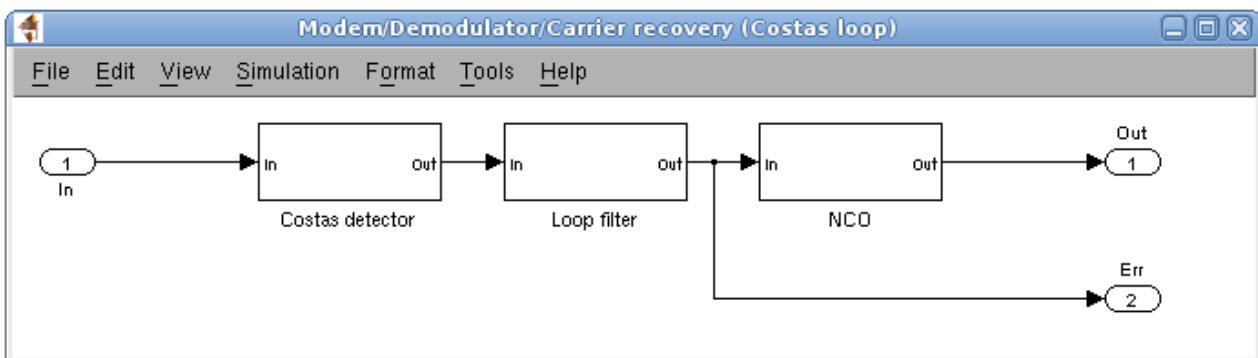 Modem/Demodulator/Carrier recovery (Costas loop)
File Edit View Simulation Format Tools Help
Out
1 In Out In Out In Out 1
In Costas detector Loop filter NCO
Err
2